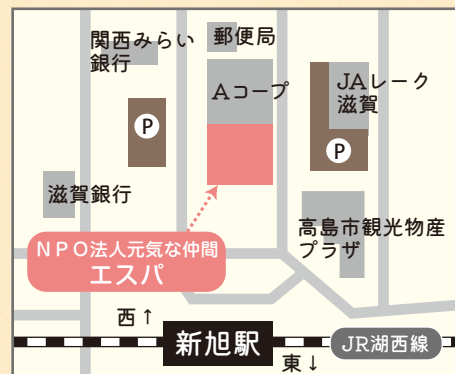 関西みらい
銀行
郵便局
Aコープ
JAレーク
滋賀
P
P
滋賀銀行
高島市観光物産
プラザ
NPO法人元気な仲間
エスパ
西↑
新旭駅
東↓
JR湖西線